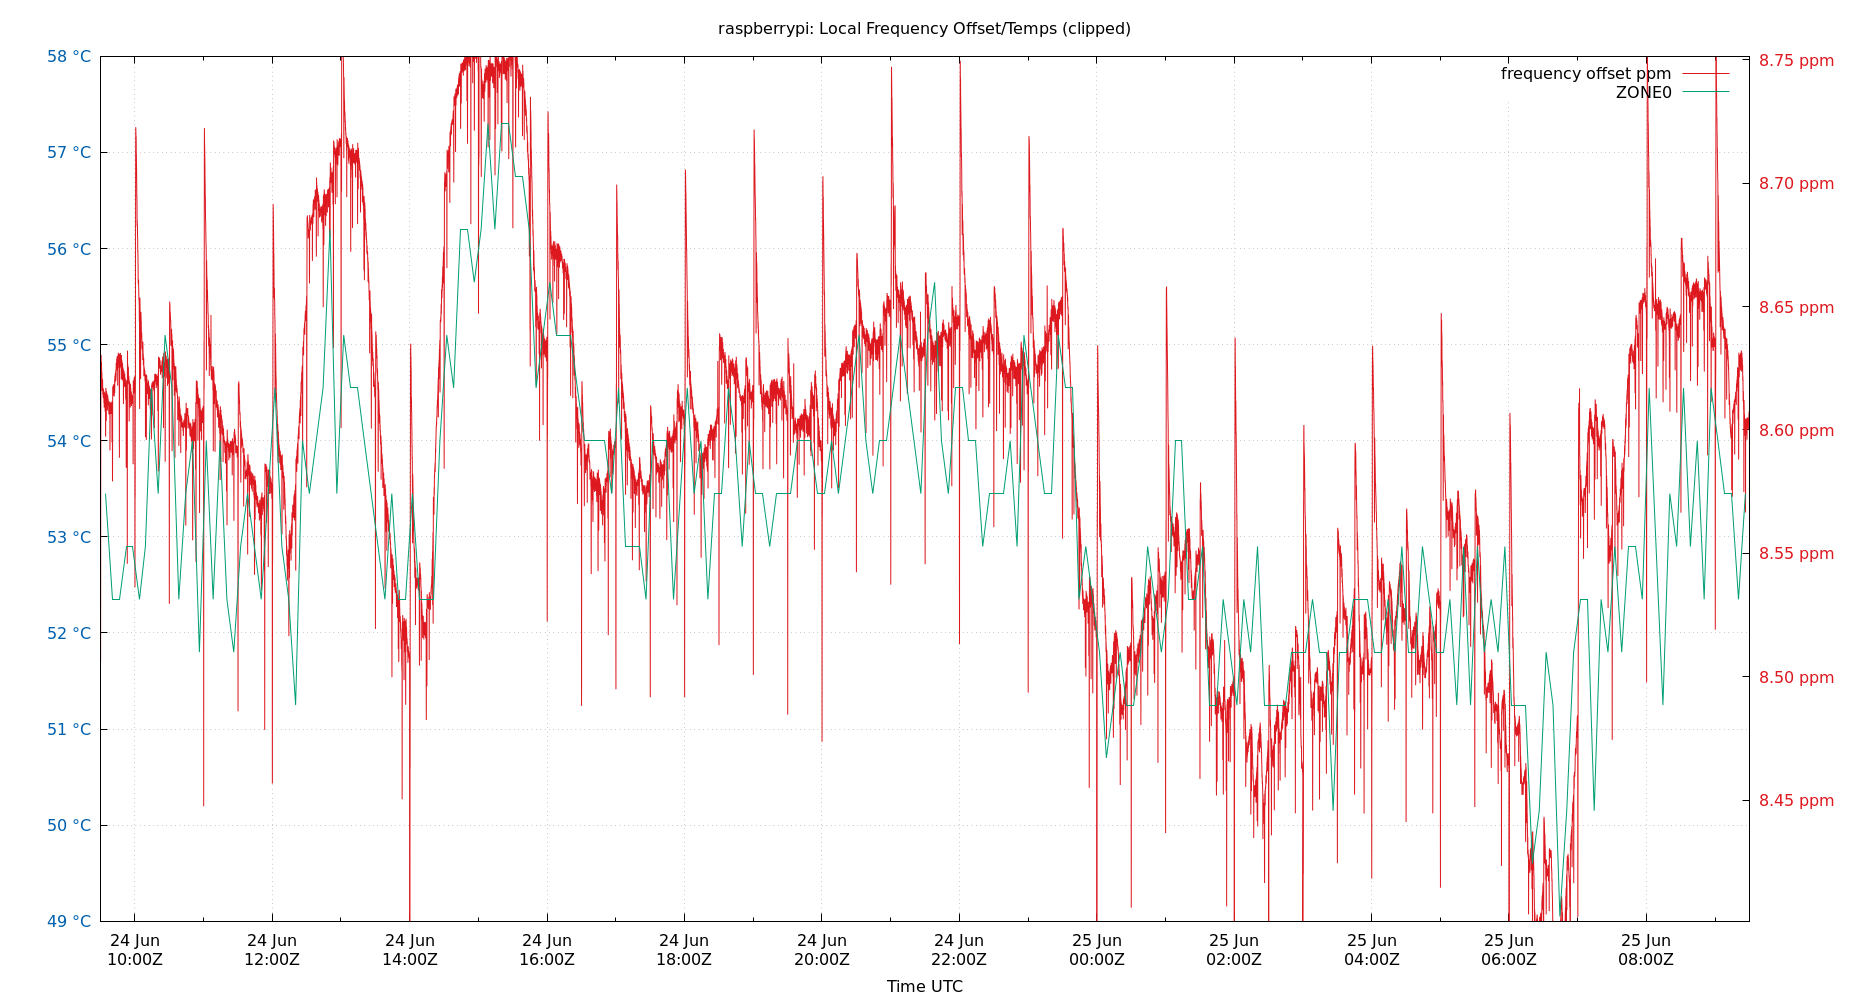 raspberrypi: Local Frequency Offset/Temps (clipped)
58 °C
57 °C
56 °C
55 °C
54 °C
53 °C
52 °C
51 °C
50 °C
49 °C
8.75 ppm
8.70 ppm
8.65 ppm
8.60 ppm
8.55 ppm
8.50 ppm
8.45 ppm
frequency offset ppm
ZONE0
24 Jun
10:00Z
24 Jun
12:00Z
24 Jun
14:00Z
24 Jun
16:00Z
24 Jun
18:00Z
24 Jun
20:00Z
24 Jun
22:00Z
25 Jun
00:00Z
25 Jun
02:00Z
25 Jun
04:00Z
25 Jun
06:00Z
25 Jun
08:00Z
Time UTC